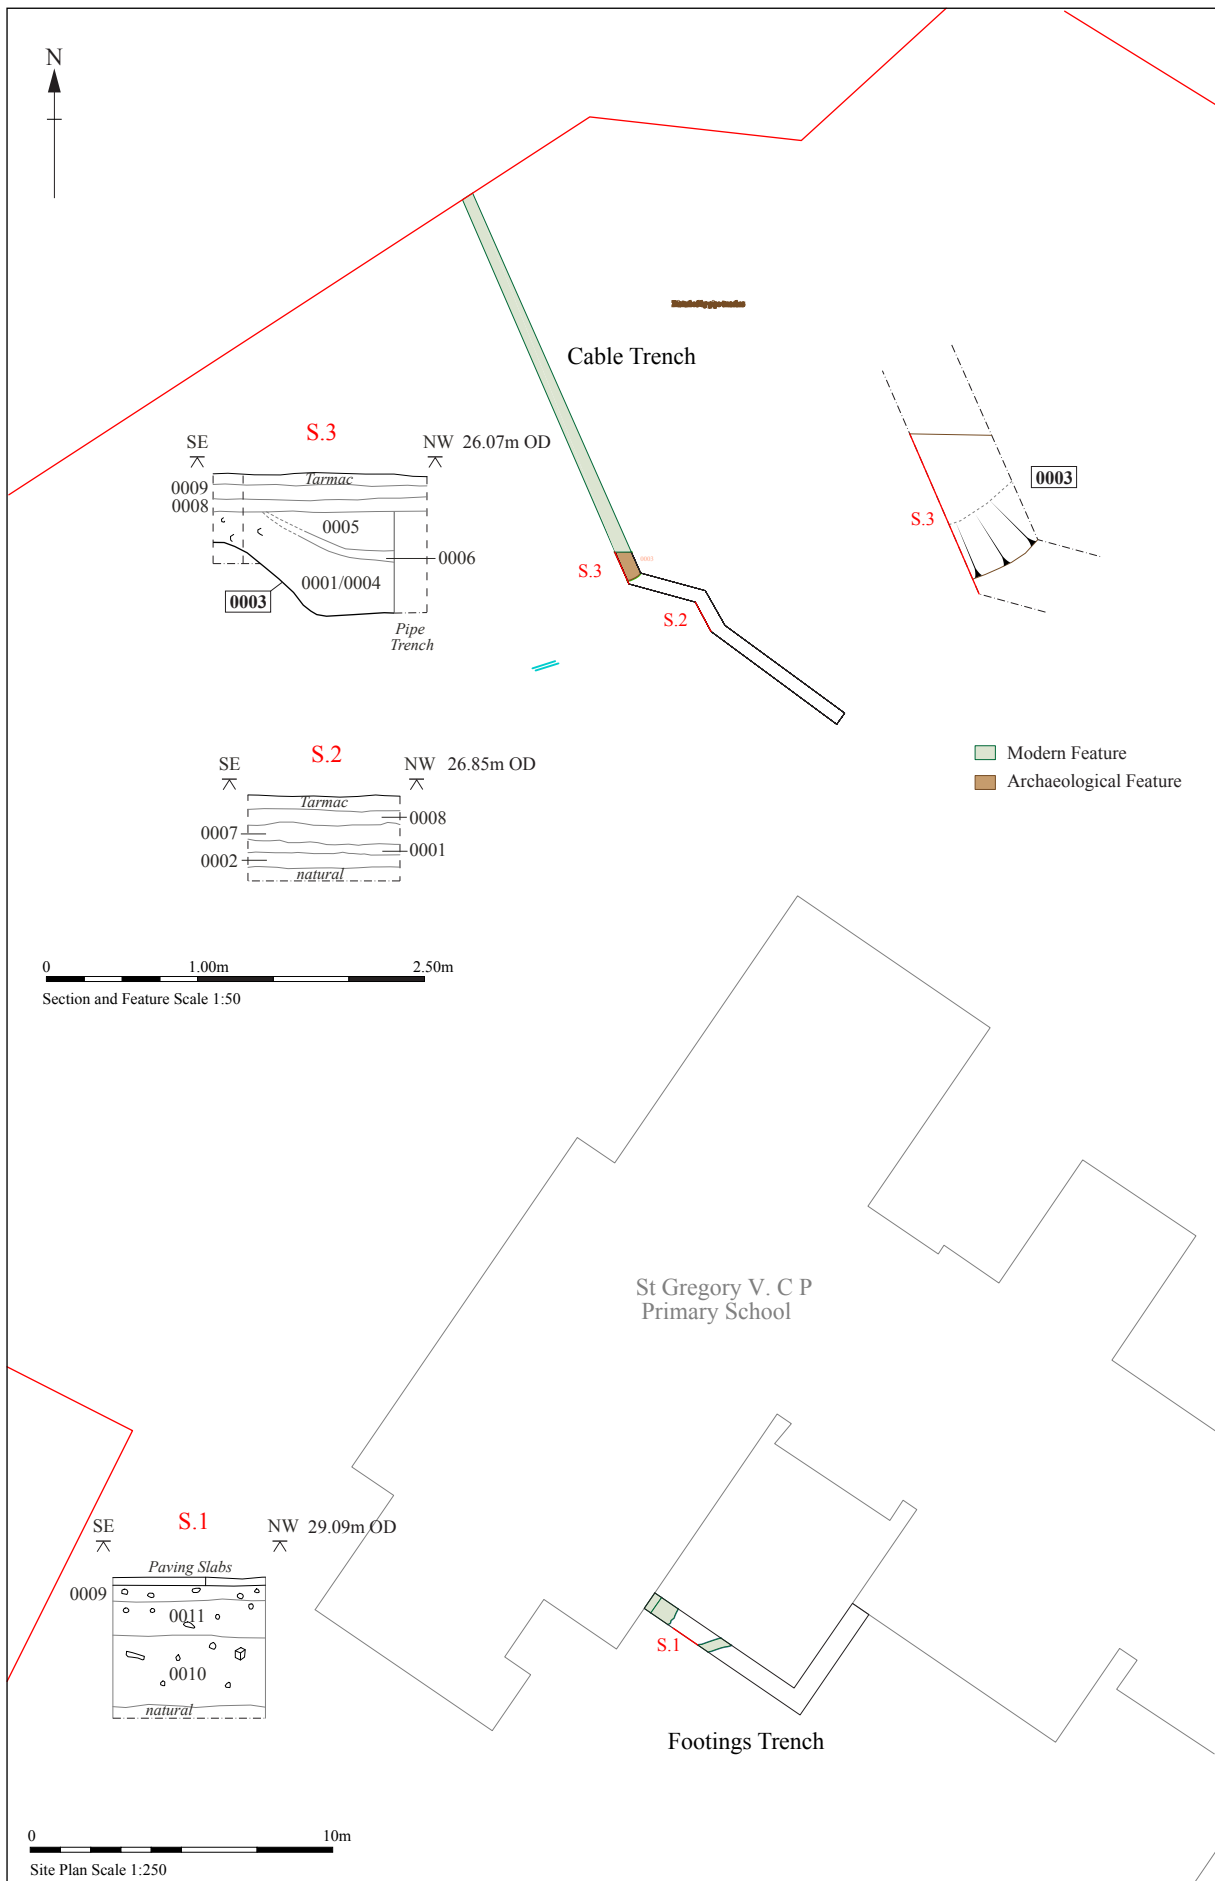 N
Cable Trench
S.3
SE
NW 26.07m OD
Tarmac
0009
0008
0005
0006
0001/0004
0003
Pipe
Trench
0003
S.3
S.3
0003
S.2
S.2
SE
NW 26.85m OD
Tarmac
0008
0007
0001
0002
natural
Modern Feature
Archaeological Feature
0 1.00m 2.50m
Section and Feature Scale 1:50
St Gregory V. C P
Primary School
S.1
SE
NW 29.09m OD
Paving Slabs
0009
0011
0010
natural
S.1
Footings Trench
0 10m
Site Plan Scale 1:250